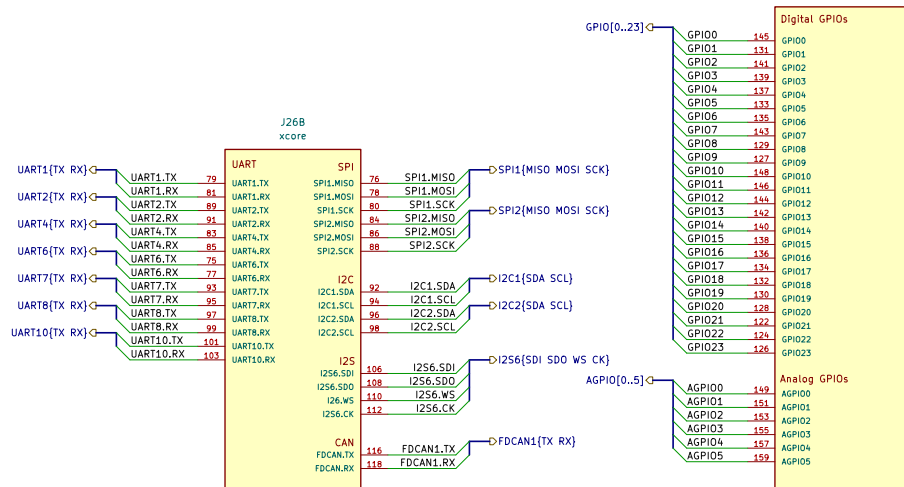 J26B
xcore
UART
SPI
UART1{TX RX}
UART1.TX 79 UART1.TX
UART1.RX 81 UART1.RX
UART2{TX RX}
UART2.TX 89 UART2.TX
UART2.RX 91 UART2.RX
UART4{TX RX}
UART4.TX 83 UART4.TX
UART4.RX 85 UART4.RX
UART6{TX RX}
UART6.TX 75 UART6.TX
UART6.RX 77 UART6.RX
UART7{TX RX}
UART7.TX 93 UART7.TX
UART7.RX 95 UART7.RX
UART8{TX RX}
UART8.TX 97 UART8.TX
UART8.RX 99 UART8.RX
UART10{TX RX}
UART10.TX 101 UART10.TX
UART10.RX 103 UART10.RX
SPI1.MISO 76 SPI1.MISO
SPI1.MOSI 78 SPI1.MOSI
SPI1.SCK 80 SPI1.SCK
SPI1{MISO MOSI SCK}
SPI2.MISO 84 SPI2.MISO
SPI2.MOSI 86 SPI2.MOSI
SPI2.SCK 88 SPI2.SCK
SPI2{MISO MOSI SCK}
I2C
I2C1.SDA 92 I2C1.SDA
I2C1.SCL 94 I2C1.SCL
I2C1{SDA SCL}
I2C2.SDA 96 I2C2.SDA
I2C2.SCL 98 I2C2.SCL
I2C2{SDA SCL}
I2S
I2S6.SDI 106 I2S6.SDI
I2S6.SDO 108 I2S6.SDO
I26.WS 110 I2S6.WS
I2S6.CK 112 I2S6.CK
I2S6{SDI SDO WS CK}
CAN
FDCAN.TX 116 FDCAN1.TX
FDCAN.RX 118 FDCAN1.RX
FDCAN1{TX RX}
Digital GPIOs
GPIO[0..23]
GPIO0 145 GPIO0
GPIO1 131 GPIO1
GPIO2 141 GPIO2
GPIO3 139 GPIO3
GPIO4 137 GPIO4
GPIO5 133 GPIO5
GPIO6 135 GPIO6
GPIO7 143 GPIO7
GPIO8 129 GPIO8
GPIO9 127 GPIO9
GPIO10 148 GPIO10
GPIO11 146 GPIO11
GPIO12 144 GPIO12
GPIO13 142 GPIO13
GPIO14 140 GPIO14
GPIO15 138 GPIO15
GPIO16 136 GPIO16
GPIO17 134 GPIO17
GPIO18 132 GPIO18
GPIO19 130 GPIO19
GPIO20 128 GPIO20
GPIO21 122 GPIO21
GPIO22 124 GPIO22
GPIO23 126 GPIO23
Analog GPIOs
AGPIO[0..5]
AGPIO0 149 AGPIO0
AGPIO1 151 AGPIO1
AGPIO2 153 AGPIO2
AGPIO3 155 AGPIO3
AGPIO4 157 AGPIO4
AGPIO5 159 AGPIO5